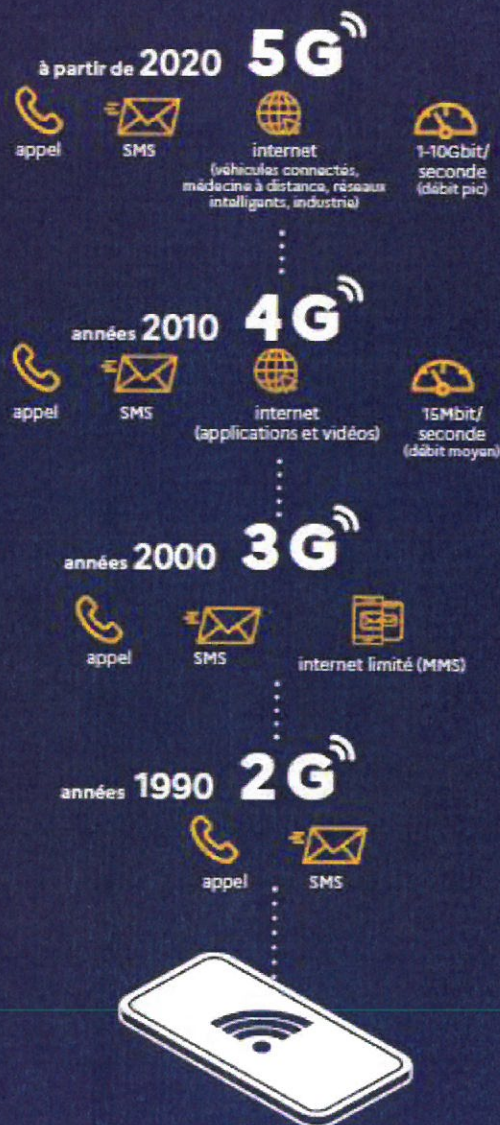 à partir de 2020 5G
appel
SMS
internet
(véhicules connectés,
médecine à distance, réseaux
intelligents, industrie)
1-10Gbit/
seconde
(débit pic)
années 2010 4G
appel
SMS
internet
(applications et vidéos)
15Mbit/
seconde
(débit moyen)
années 2000 3G
appel
SMS
internet limité (MMS)
années 1990 2G
appel
SMS